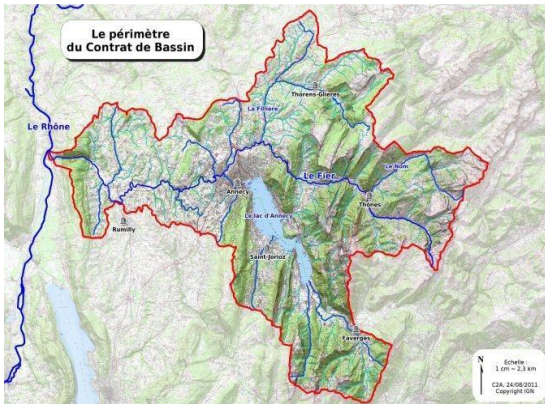 Le périmètre
du Contrat de Bassin
Thorens-Glières
La Fillière
Le Rhône
Le Nom
Le Fier
Annecy
Thônes
Le lac d'Annecy
Rumilly
Saint-Jorioz
Faverges
N
Echelle :
1 cm = 2,3 km
C2A, 24/08/2011
Copyright IGN